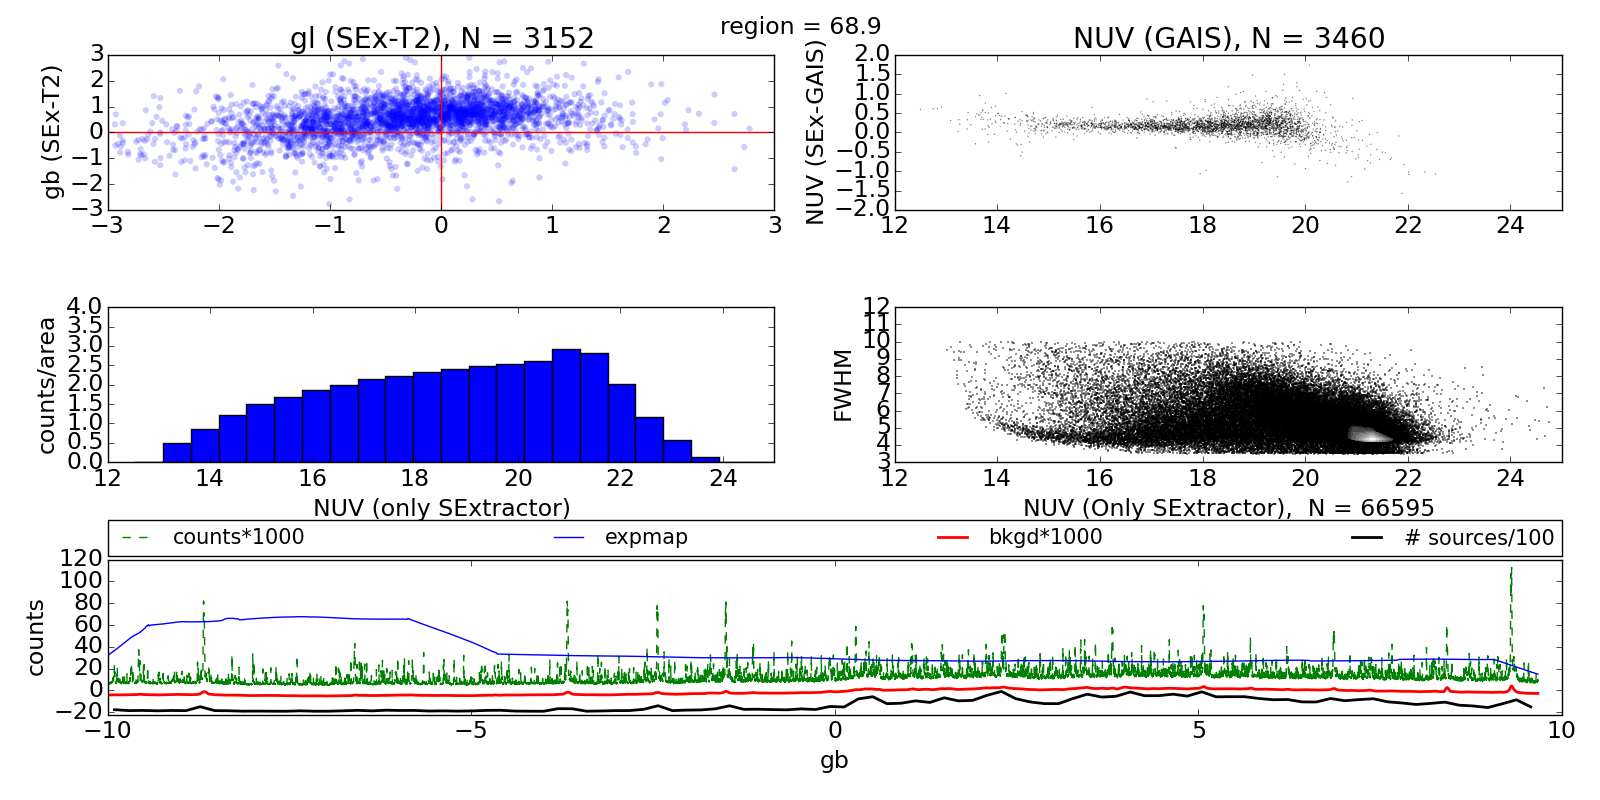 region = 68.9
gl (SEx-T2), N = 3152
NUV (GAIS), N = 3460
gb (SEx-T2)
3
2
1
0
−1
−2
−3
−3 −2 −1 0 1 2 3
NUV (SEx-GAIS)
2.0
1.5
1.0
0.5
0.0
−0.5
−1.0
−1.5
−2.0
12 14 16 18 20 22 24
counts/area
4.0
3.5
3.0
2.5
2.0
1.5
1.0
0.5
0.0
12 14 16 18 20 22 24
NUV (only SExtractor)
FWHM
12
11
10
9
8
7
6
5
4
3
12 14 16 18 20 22 24
NUV (Only SExtractor), N = 66595
counts*1000 expmap bkgd*1000 # sources/100
counts
120
100
80
60
40
20
0
−20
−10 −5 0 5 10
gb